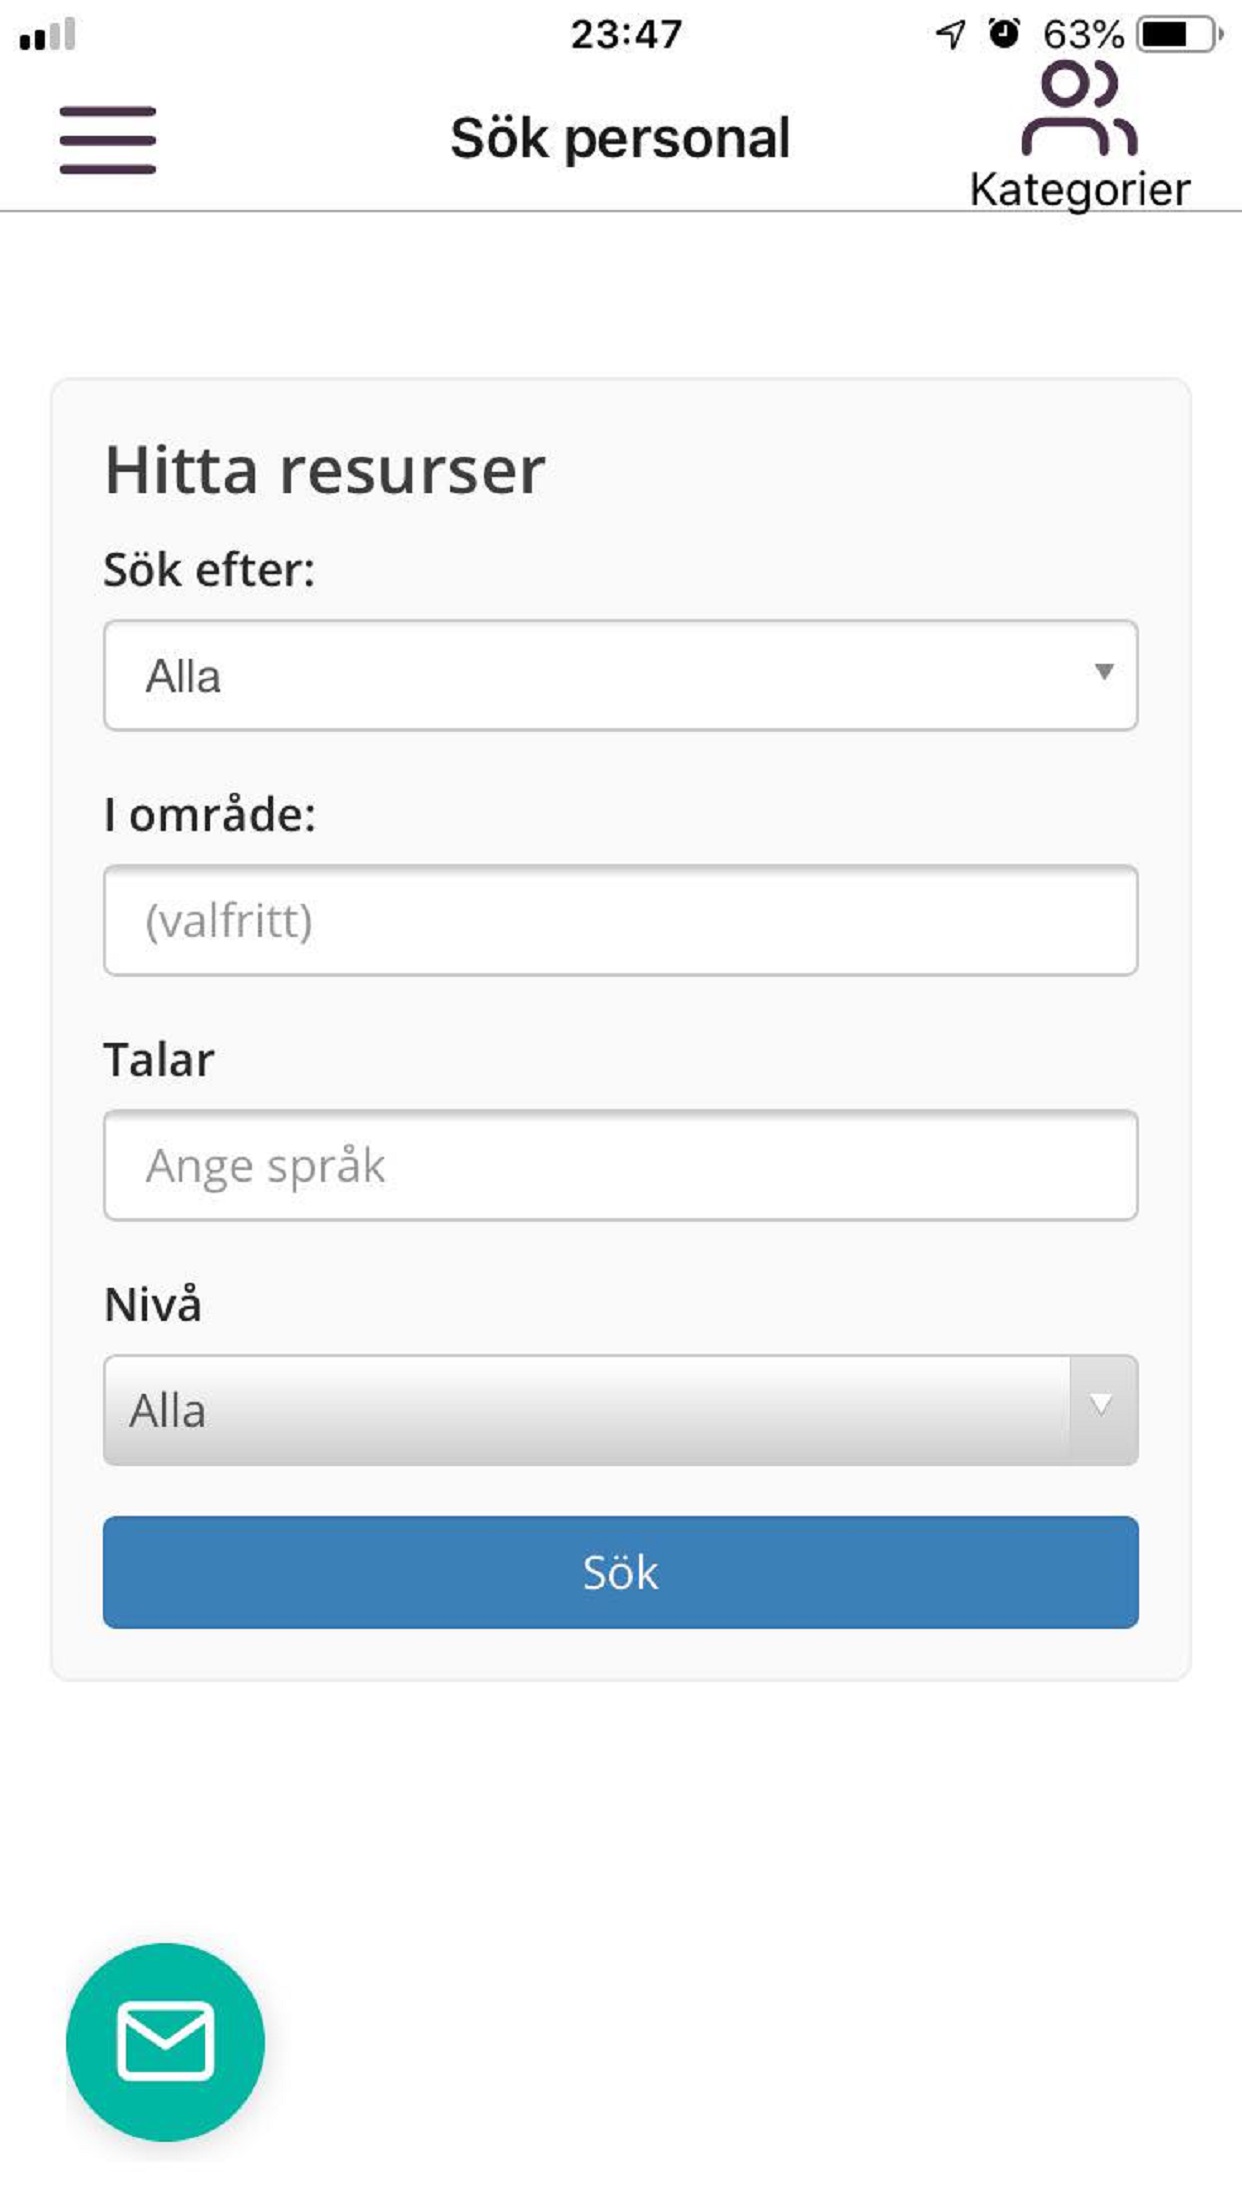 23:47
63%
Sök personal
Kategorier
Hitta resurser
Sök efter:
Alla
I område:
(valfritt)
Talar
Ange språk
Nivå
Alla
Sök